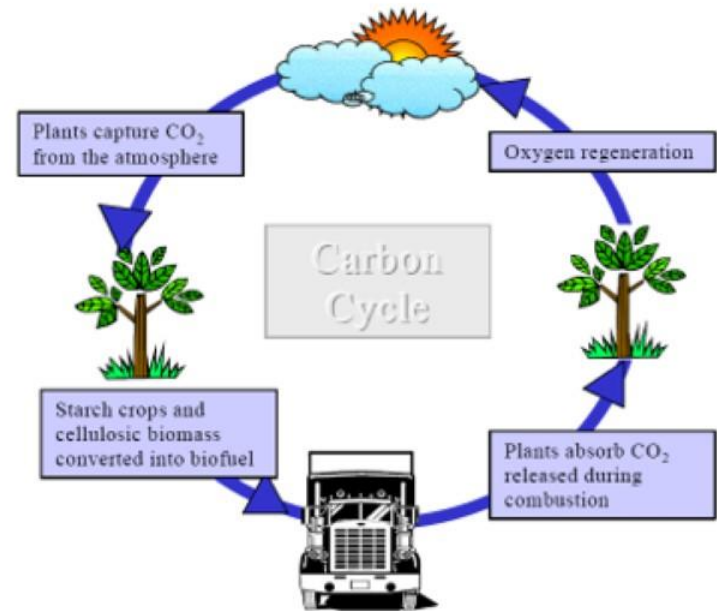 Plants capture CO₂
from the atmosphere
Oxygen regeneration
Carbon
Cycle
Starch crops and
cellulosic biomass
converted into biofuel
Plants absorb CO₂
released during
combustion